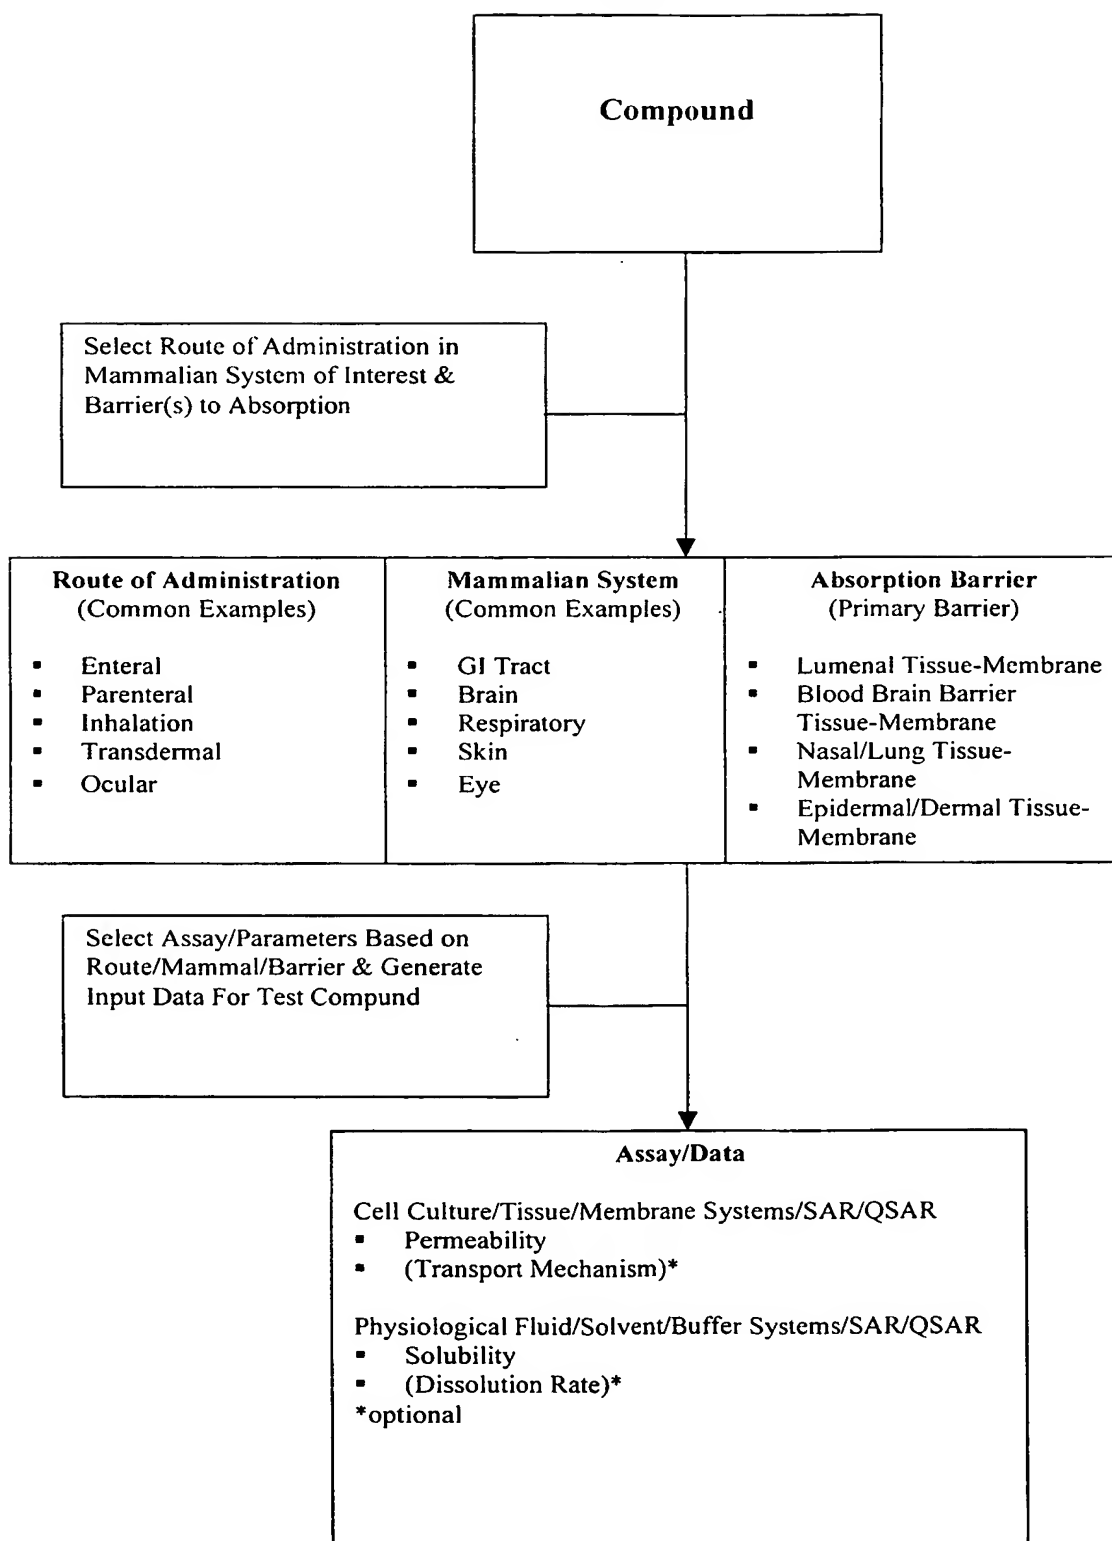 Compound
Select Route of Administration in
Mammalian System of Interest &
Barrier(s) to Absorption
Route of Administration
(Common Examples)
▪ Enteral
▪ Parenteral
▪ Inhalation
▪ Transdermal
▪ Ocular
Mammalian System
(Common Examples)
▪ GI Tract
▪ Brain
▪ Respiratory
▪ Skin
▪ Eye
Absorption Barrier
(Primary Barrier)
▪ Lumenal Tissue-Membrane
▪ Blood Brain Barrier
Tissue-Membrane
▪ Nasal/Lung Tissue-
Membrane
▪ Epidermal/Dermal Tissue-
Membrane
Select Assay/Parameters Based on
Route/Mammal/Barrier & Generate
Input Data For Test Compund
Assay/Data
Cell Culture/Tissue/Membrane Systems/SAR/QSAR
▪ Permeability
▪ (Transport Mechanism)*
Physiological Fluid/Solvent/Buffer Systems/SAR/QSAR
▪ Solubility
▪ (Dissolution Rate)*
*optional